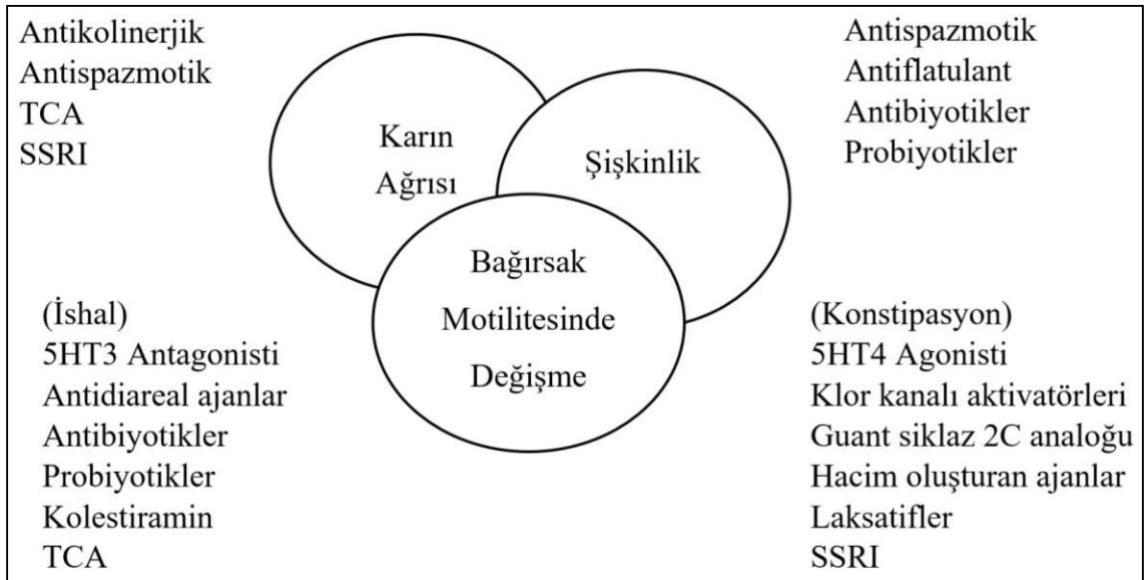 Antikolinerjik
Antispazmotik
TCA
SSRI
Antispazmotik
Antiflatulant
Antibiyotikler
Probiyotikler
Karın
Ağrısı
Şişkinlik
Bağırsak
Motilitesinde
Değişme
(İshal)
5HT3 Antagonisti
Antidiareal ajanlar
Antibiyotikler
Probiyotikler
Kolestiramin
TCA
(Konstipasyon)
5HT4 Agonisti
Klor kanalı aktivatörleri
Guant siklaz 2C analoğu
Hacim oluşturan ajanlar
Laksatifler
SSRI